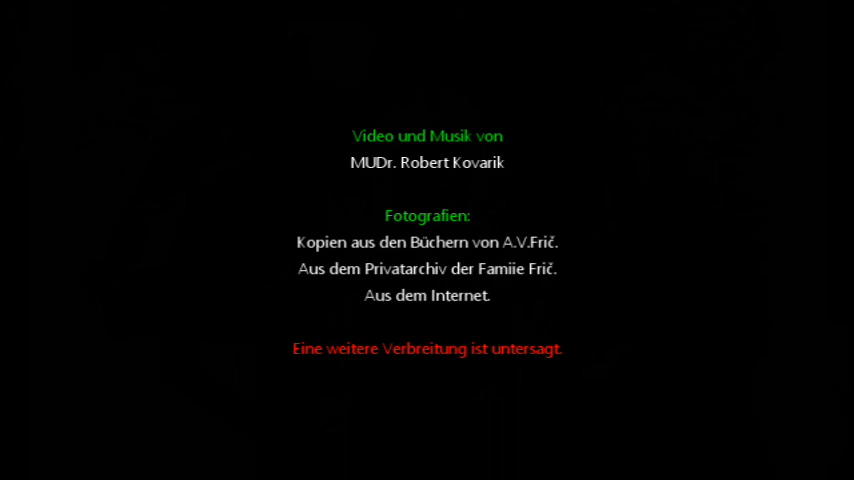 Video und Musik von
MUDr. Robert Kovarik
Fotografien:
Kopien aus den Büchern von A.V.Frič.
Aus dem Privatarchiv der Famiie Frič.
Aus dem Internet.
Eine weitere Verbreitung ist untersagt.